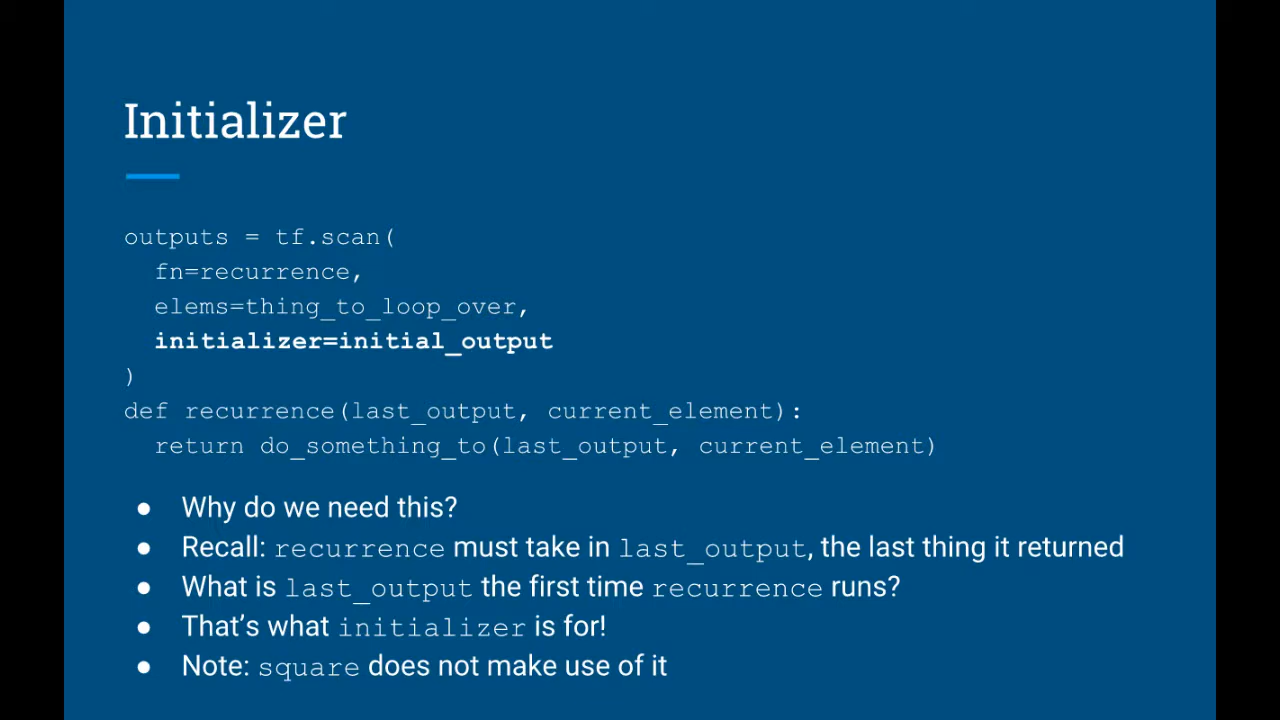 Initializer
outputs = tf.scan(
  fn=recurrence,
  elems=thing_to_loop_over,
  initializer=initial_output
)
def recurrence(last_output, current_element):
  return do_something_to(last_output, current_element)
● Why do we need this?
● Recall: recurrence must take in last_output, the last thing it returned
● What is last_output the first time recurrence runs?
● That’s what initializer is for!
● Note: square does not make use of it